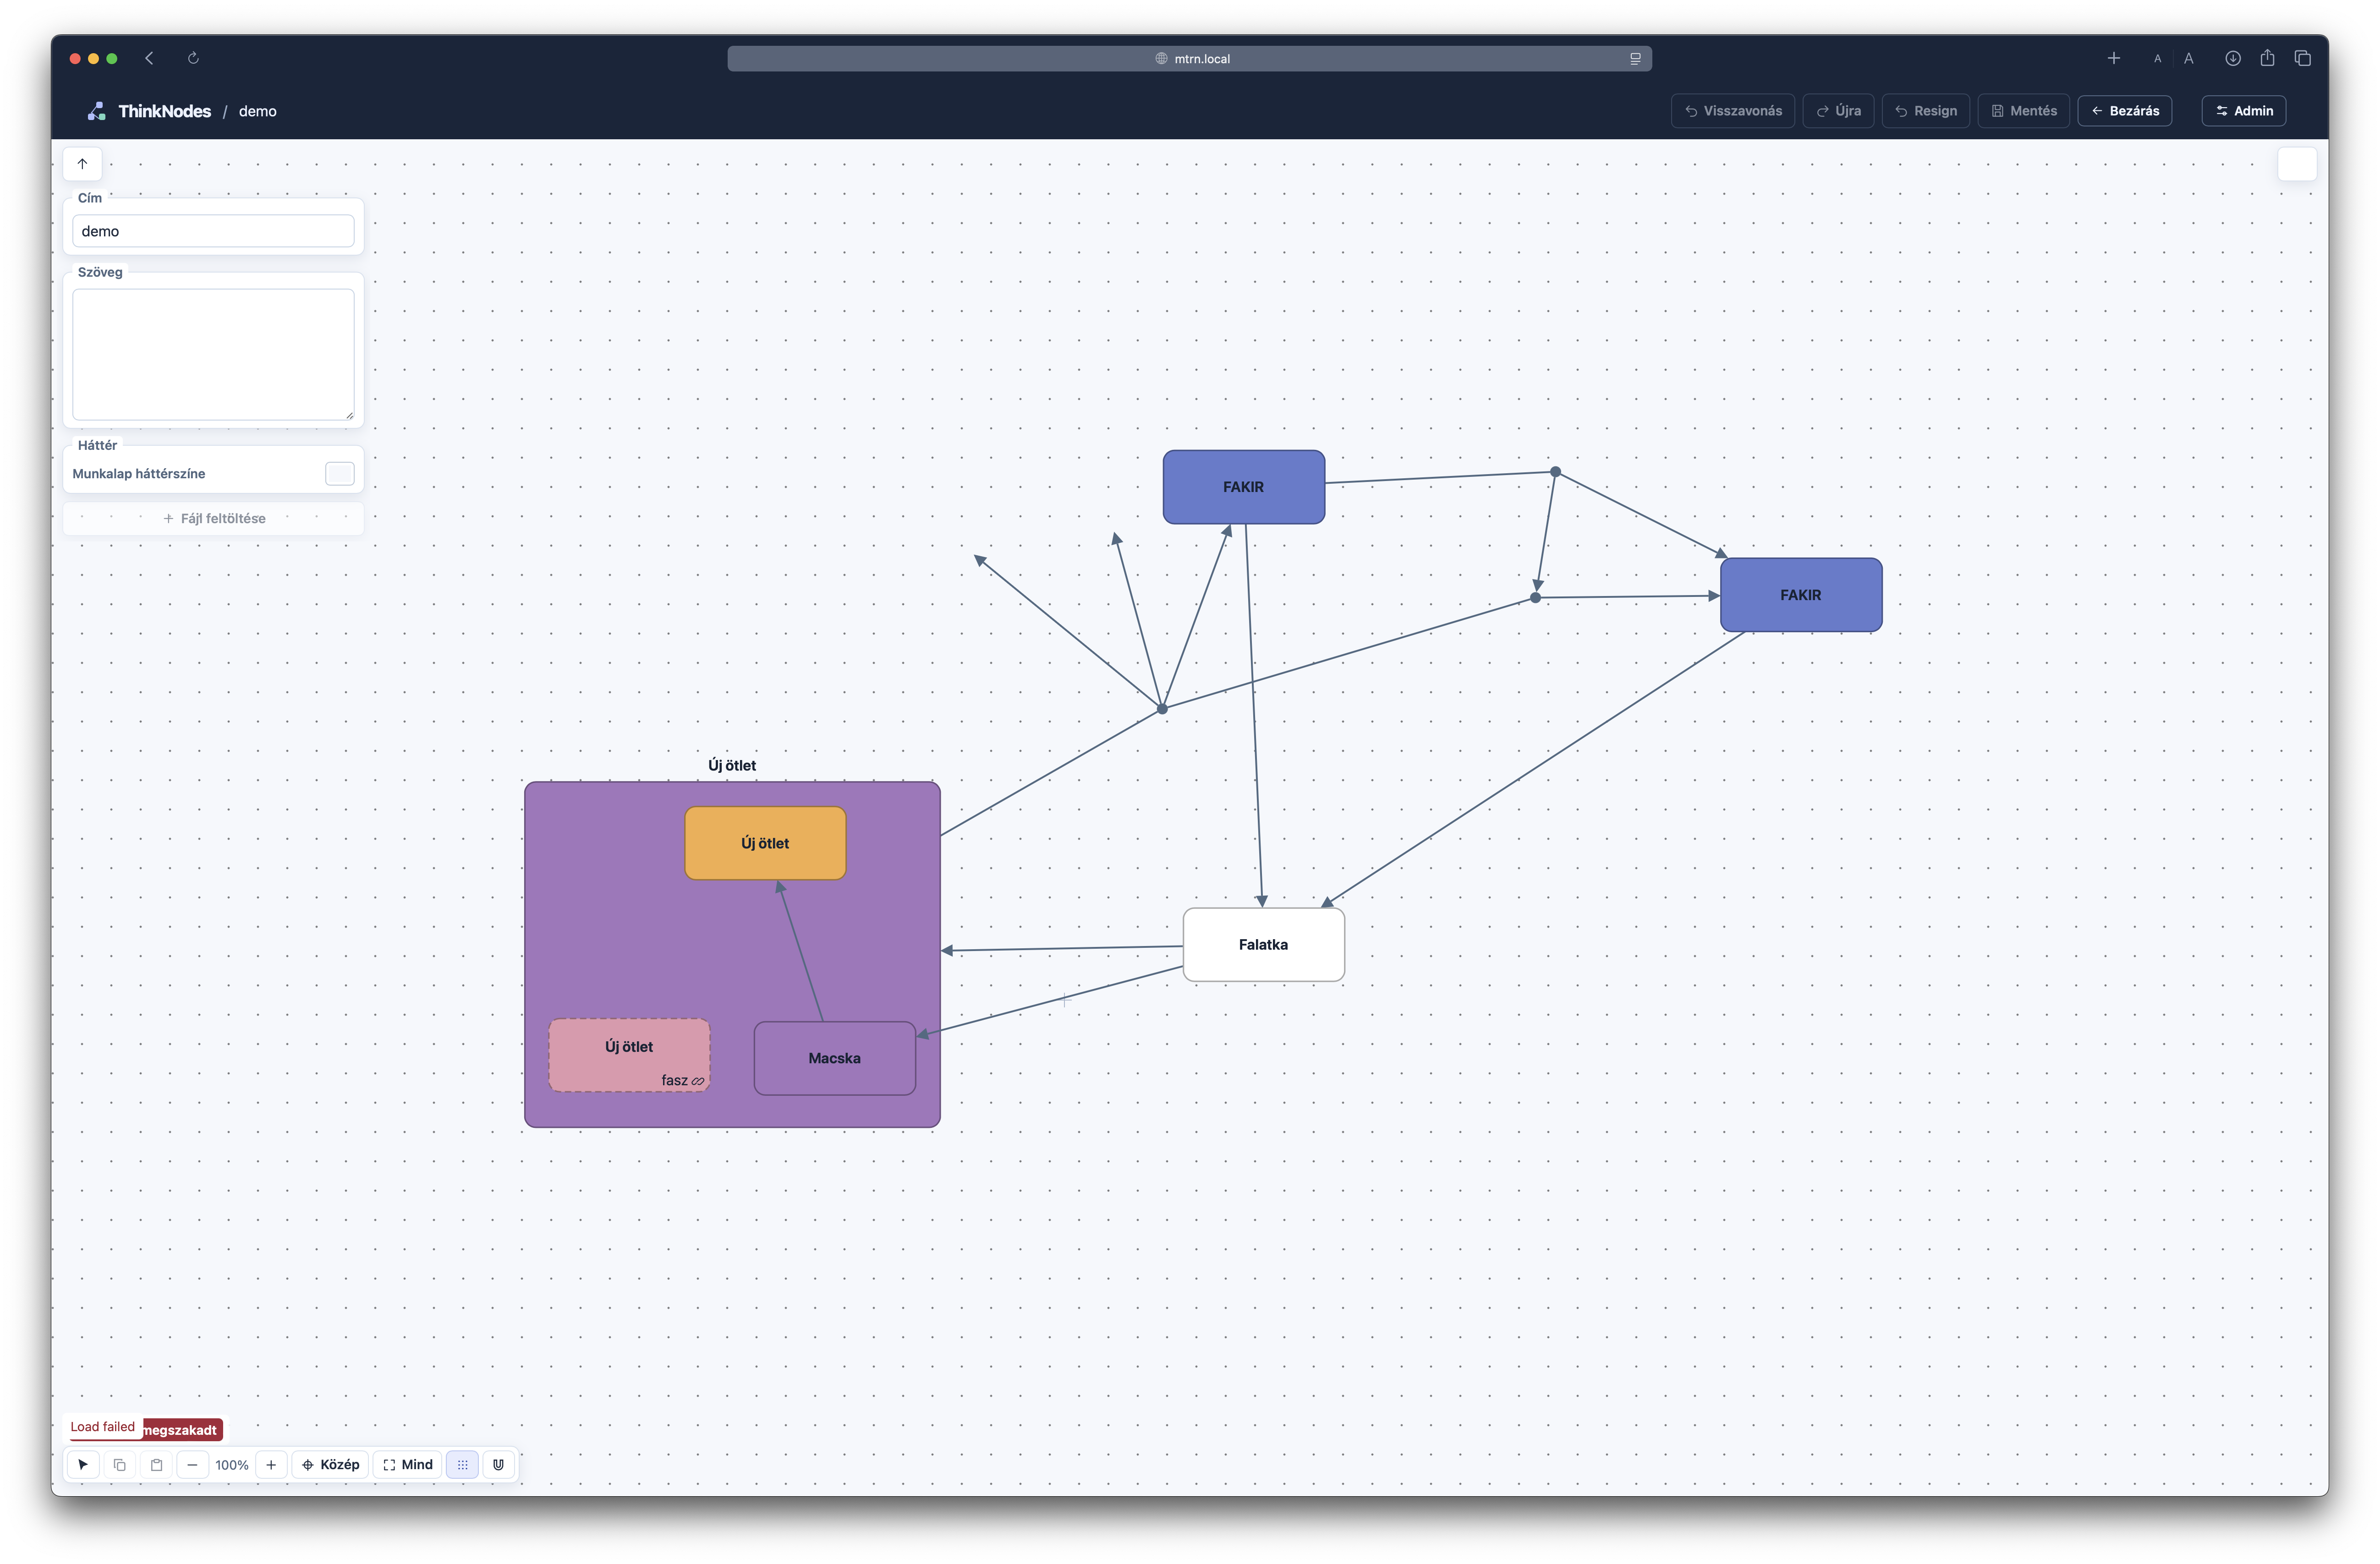 mtrn.local
A A
ThinkNodes / demo
Visszavonás Újra Resign Mentés Bezárás Admin
Cím
demo
Szöveg
Háttér
Munkalap háttérszíne
Fájl feltöltése
FAKIR
FAKIR
Új ötlet
Új ötlet
Falatka
Új ötlet
fasz
Macska
Load failed
megszakadt
100% Közép Mind